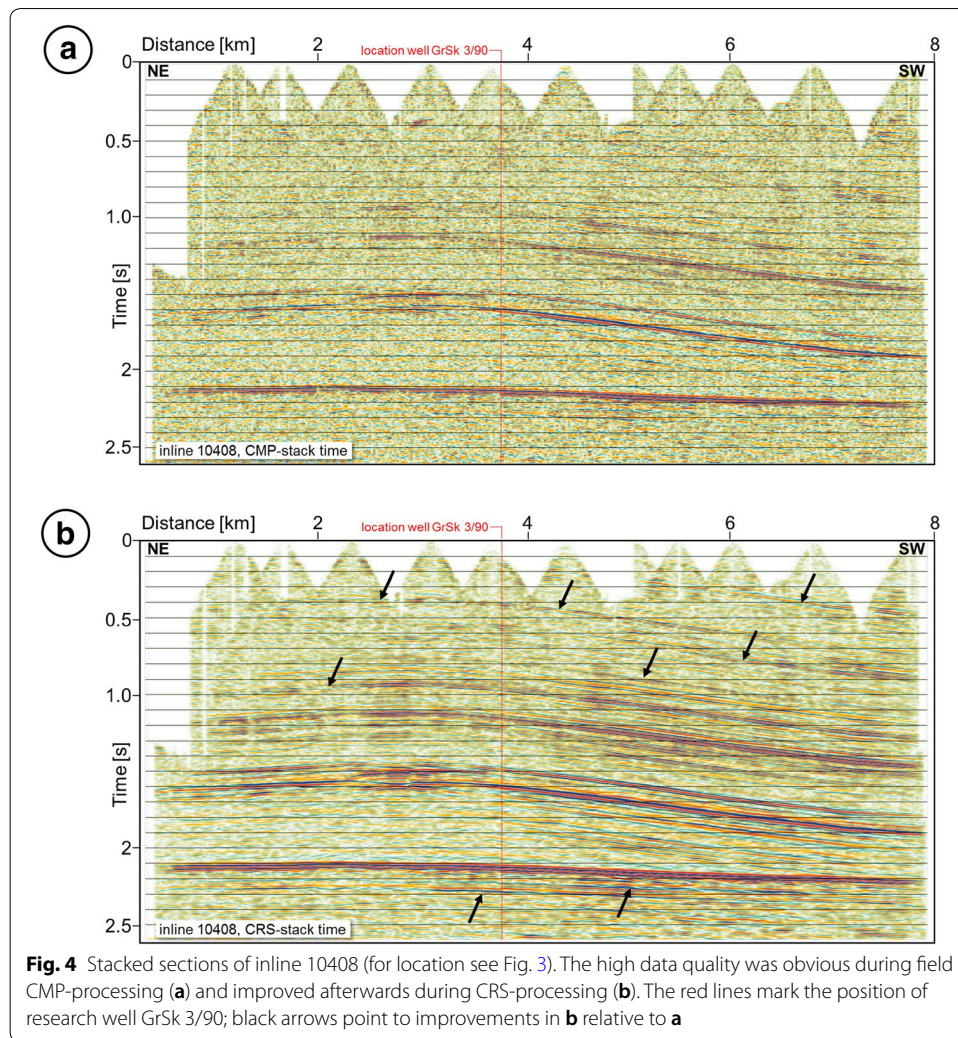 a
Distance [km]
2
location well GrSk 3/90
4
6
8
0
NE
SW
0.5
1.0
Time [s]
2
2.5
inline 10408, CMP-stack time
b
Distance [km]
2
location well GrSk 3/90
4
6
8
0
NE
SW
0.5
1.0
Time [s]
2
2.5
inline 10408, CRS-stack time
Fig. 4 Stacked sections of inline 10408 (for location see Fig. 3). The high data quality was obvious during field
CMP-processing (a) and improved afterwards during CRS-processing (b). The red lines mark the position of
research well GrSk 3/90; black arrows point to improvements in b relative to a